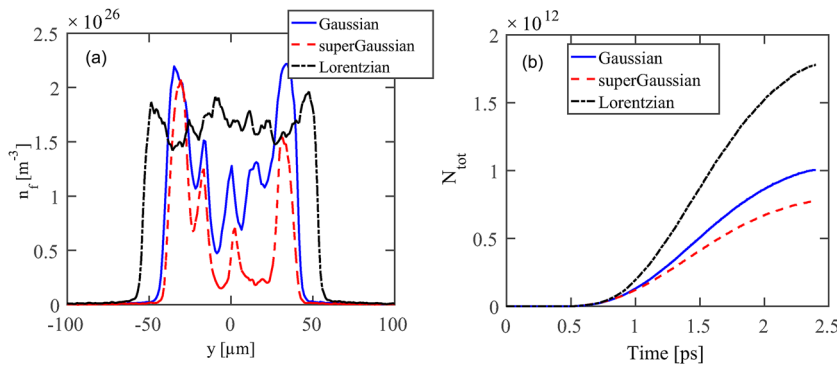 × 10^26
(a)
Gaussian
superGaussian
Lorentzian
n_f [m^-3]
2.5
2
1.5
1
0.5
0
-100
-50
0
50
100
y [µm]
× 10^12
(b)
Gaussian
superGaussian
Lorentzian
N_tot
2
1.5
1
0.5
0
0
0.5
1
1.5
2
2.5
Time [ps]